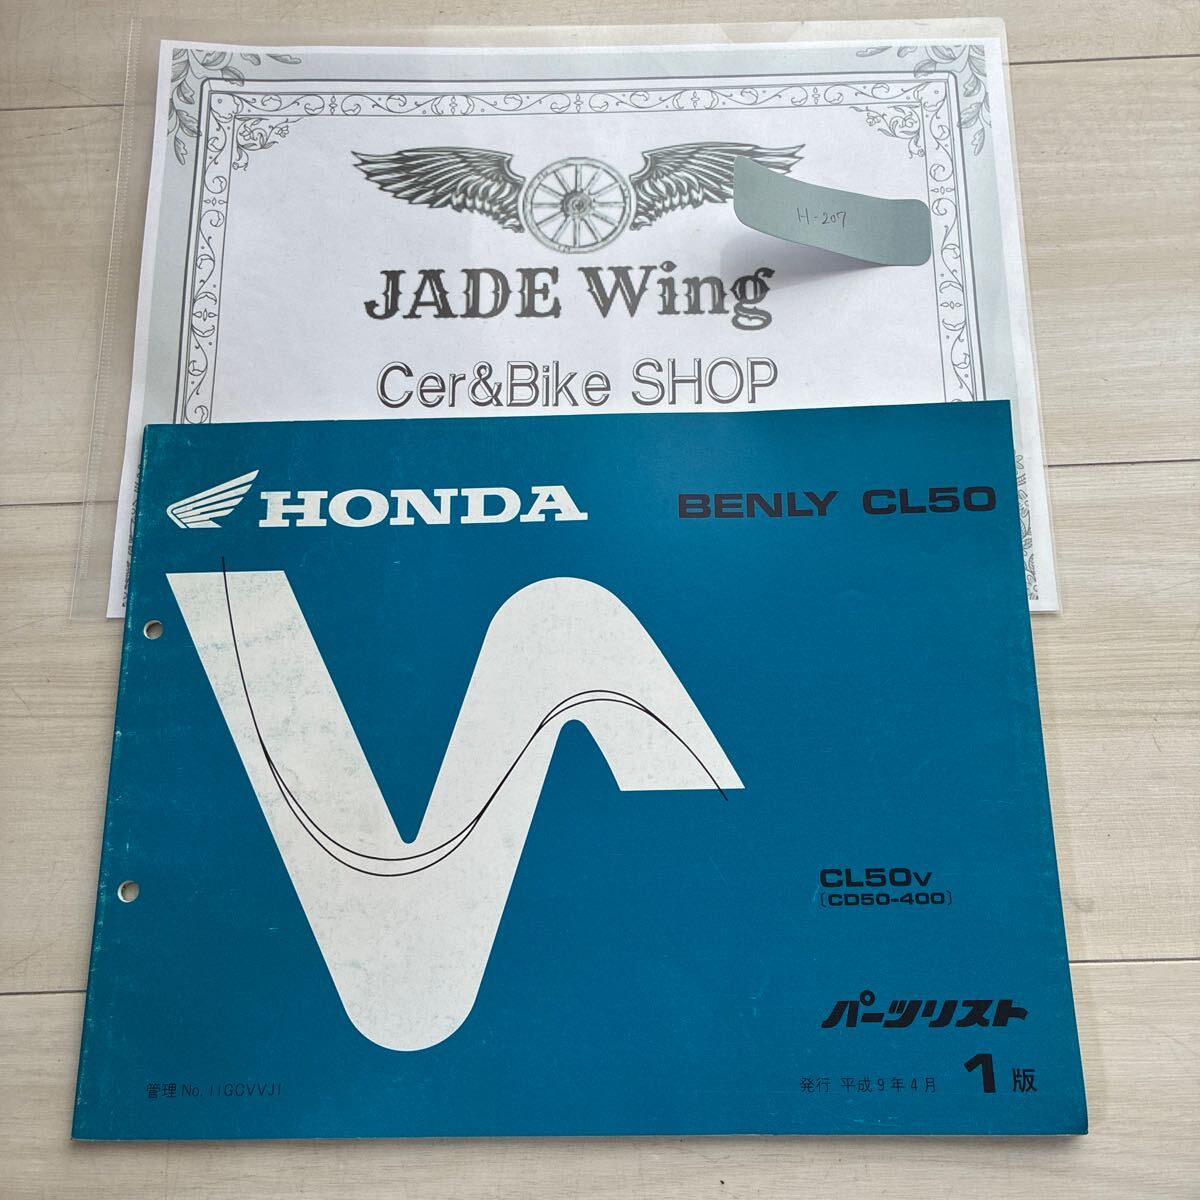 H-207
JADE Wing
Cer&Bike SHOP
HONDA
BENLY CL50
CL50V
[CD50-400]
パーツリスト
管理No. 11GCVVJ1
発行 平成9年4月 1版